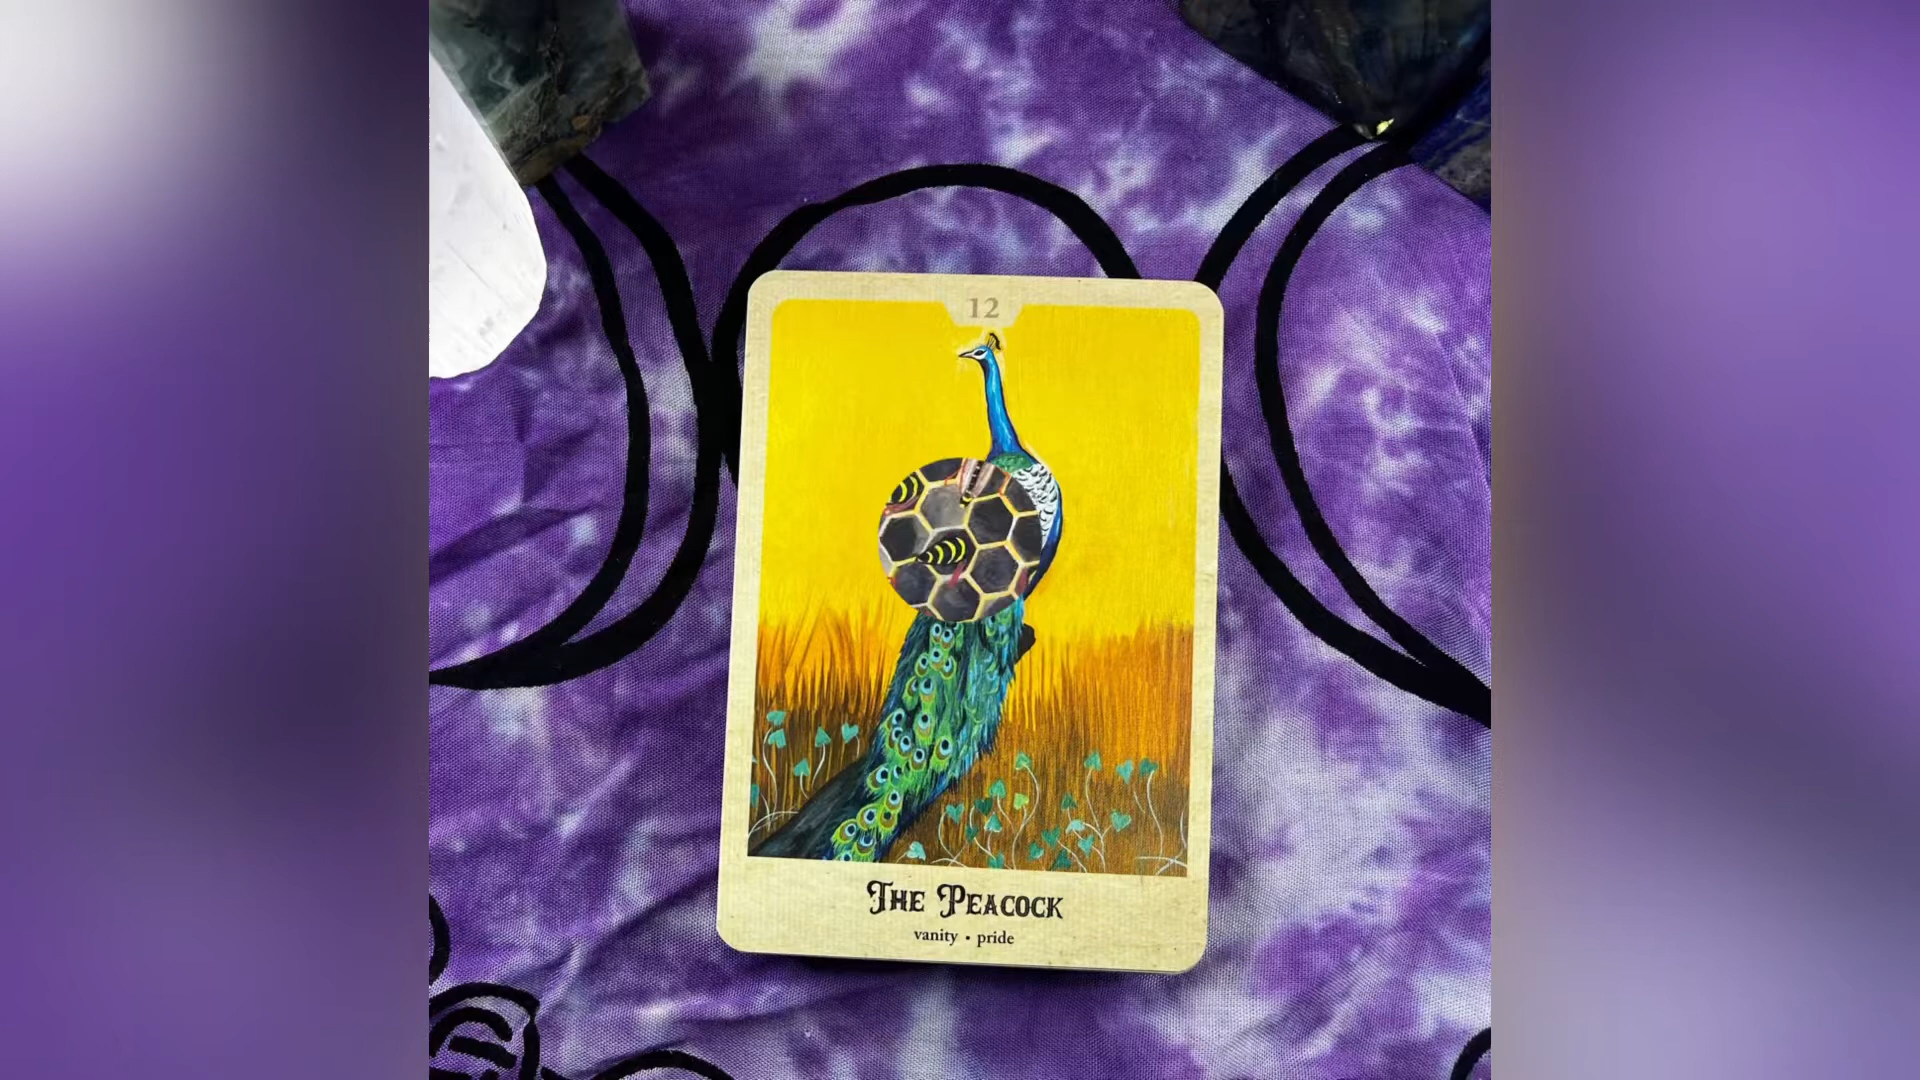 12
The Peacock
vanity • pride